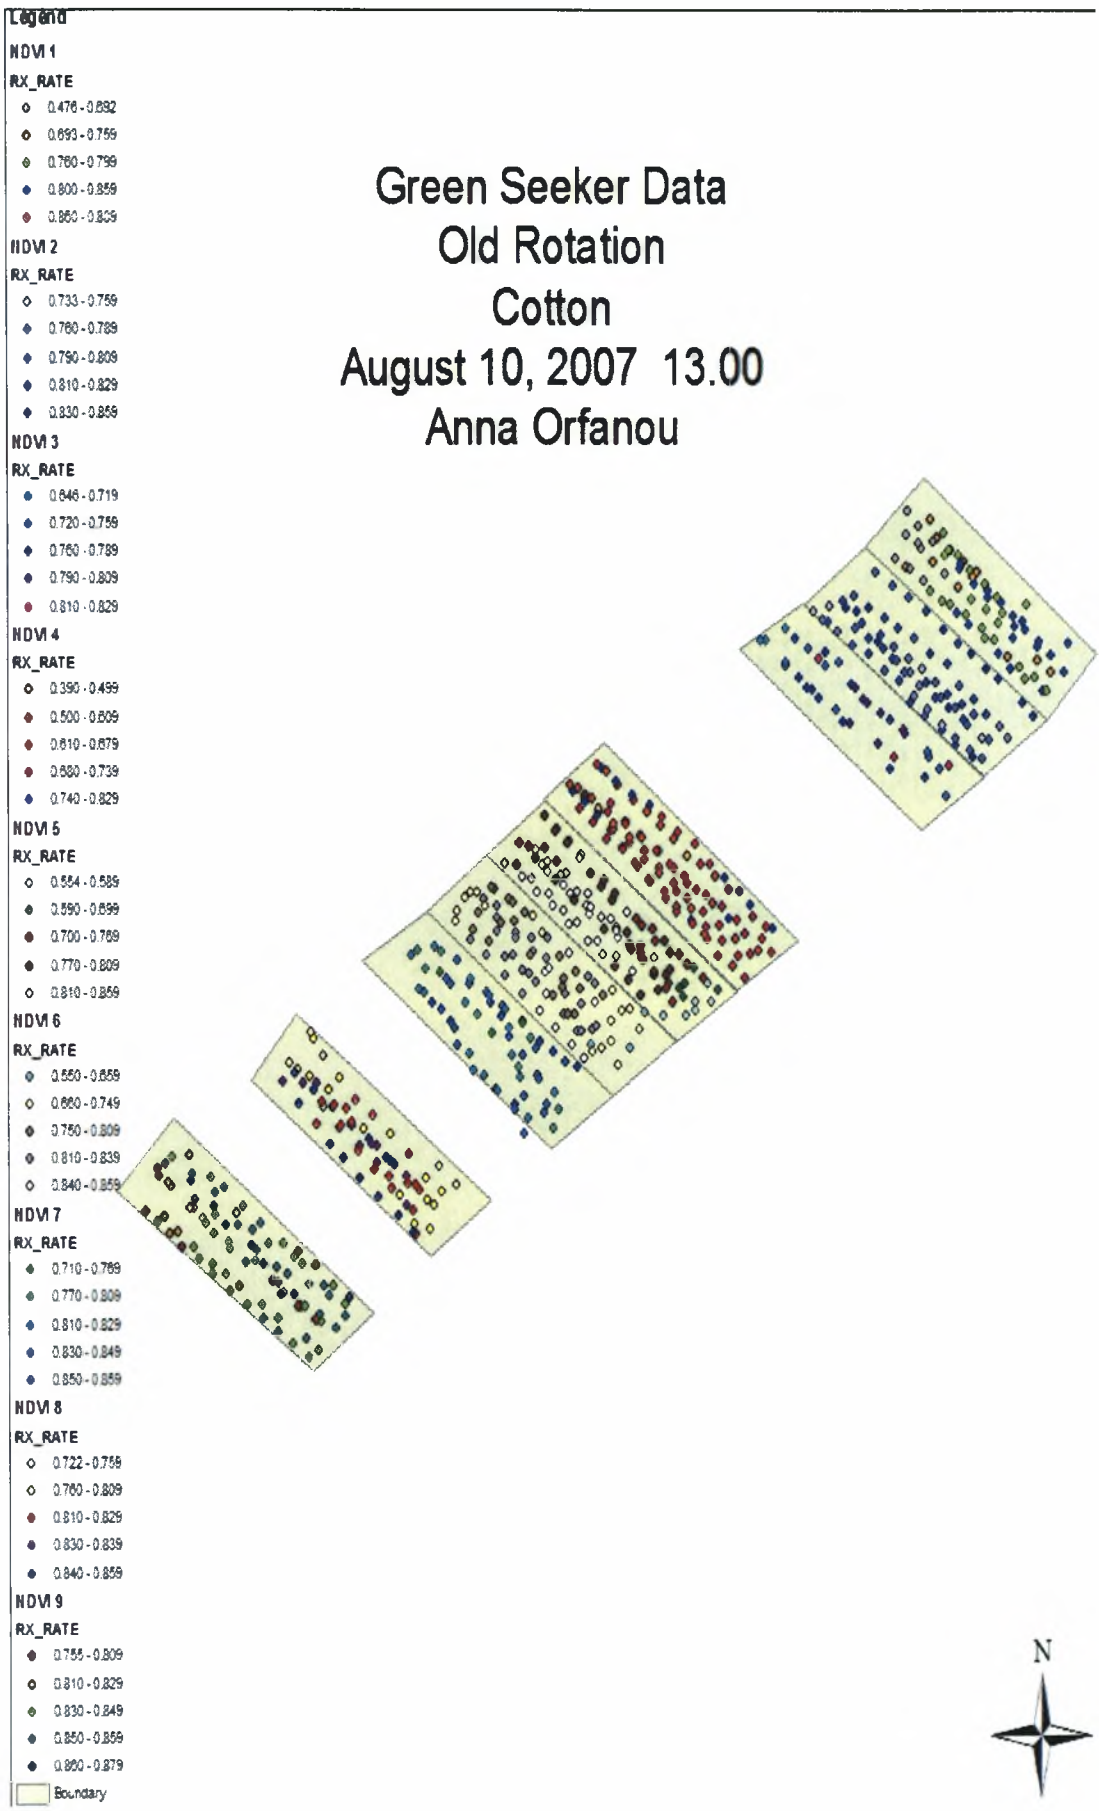 Legend
NDVI 1
RX_RATE
0.476 - 0.692
0.693 - 0.759
0.760 - 0.799
0.800 - 0.859
NDVI 2
RX_RATE
0.733 - 0.759
0.760 - 0.789
0.790 - 0.809
0.810 - 0.829
0.830 - 0.859
NDVI 3
RX_RATE
0.646 - 0.719
0.720 - 0.759
0.760 - 0.789
0.790 - 0.809
0.810 - 0.829
NDVI 4
RX_RATE
0.390 - 0.499
0.500 - 0.609
0.610 - 0.679
0.680 - 0.739
0.740 - 0.829
NDVI 5
RX_RATE
0.554 - 0.589
0.590 - 0.699
0.700 - 0.769
0.770 - 0.809
0.810 - 0.859
NDVI 6
RX_RATE
0.550 - 0.659
0.660 - 0.749
0.750 - 0.809
0.810 - 0.839
0.840 - 0.859
NDVI 7
RX_RATE
0.710 - 0.769
0.770 - 0.809
0.810 - 0.829
0.830 - 0.849
0.850 - 0.859
NDVI 8
RX_RATE
0.722 - 0.759
0.760 - 0.809
0.810 - 0.829
0.830 - 0.839
0.840 - 0.859
NDVI 9
RX_RATE
0.755 - 0.809
0.810 - 0.829
0.830 - 0.849
0.850 - 0.859
0.860 - 0.879
Boundary
Green Seeker Data
Old Rotation
Cotton
August 10, 2007 13.00
Anna Orfanou
N